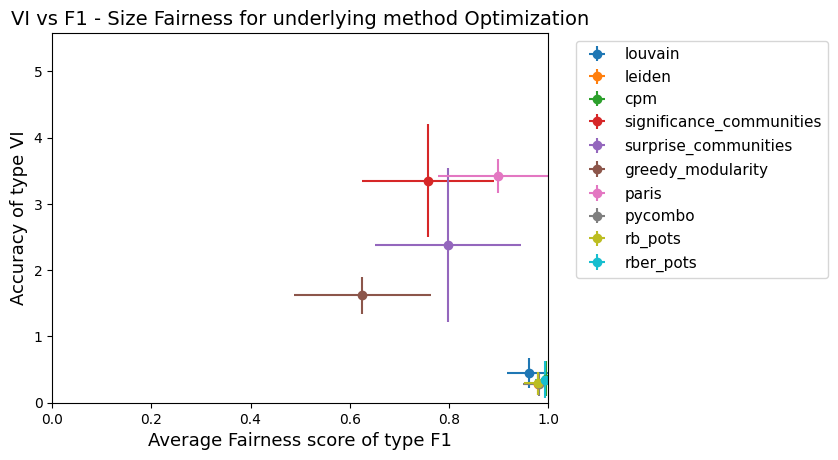 VI vs F1 - Size Fairness for underlying method Optimization
Accuracy of type VI
5
4
3
2
1
0
0.0 0.2 0.4 0.6 0.8 1.0
Average Fairness score of type F1
louvain
leiden
cpm
significance_communities
surprise_communities
greedy_modularity
paris
pycombo
rb_pots
rber_pots